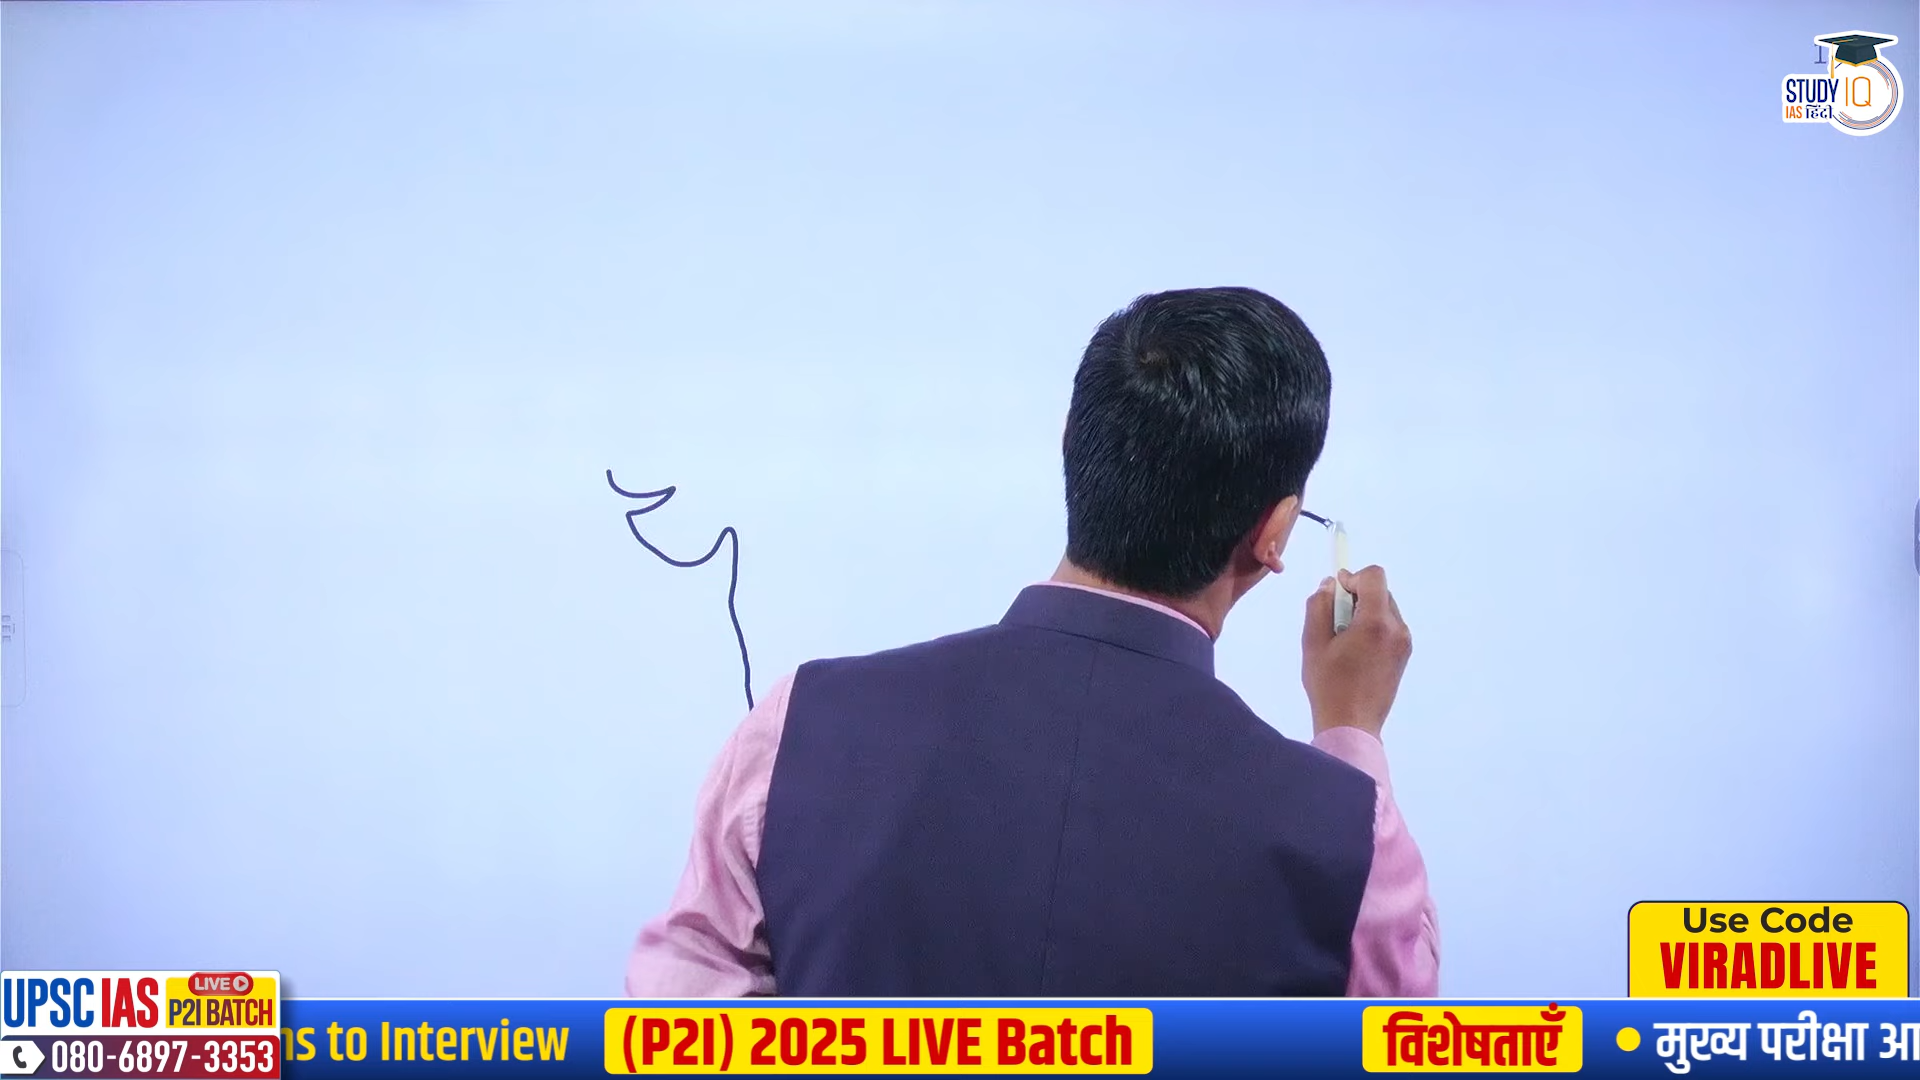 STUDY IQ
IAS हिंदी
Use Code
VIRADLIVE
UPSC IAS LIVE P2I BATCH
080-6897-3353
ns to Interview (P2I) 2025 LIVE Batch विशेषताएँ • मुख्य परीक्षा आ